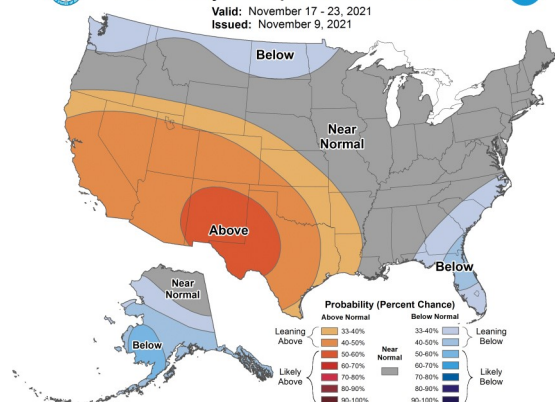 Valid: November 17 - 23, 2021
Issued: November 9, 2021
Below
Near
Normal
Above
Below
Near
Normal
Below
Probability (Percent Chance)
Above Normal
Below Normal
Leaning
Above
33-40%
40-50%
Likely
Above
50-60%
60-70%
70-80%
80-90%
90-100%
Near
Normal
33-40%
40-50%
Leaning
Below
50-60%
60-70%
70-80%
80-90%
90-100%
Likely
Below